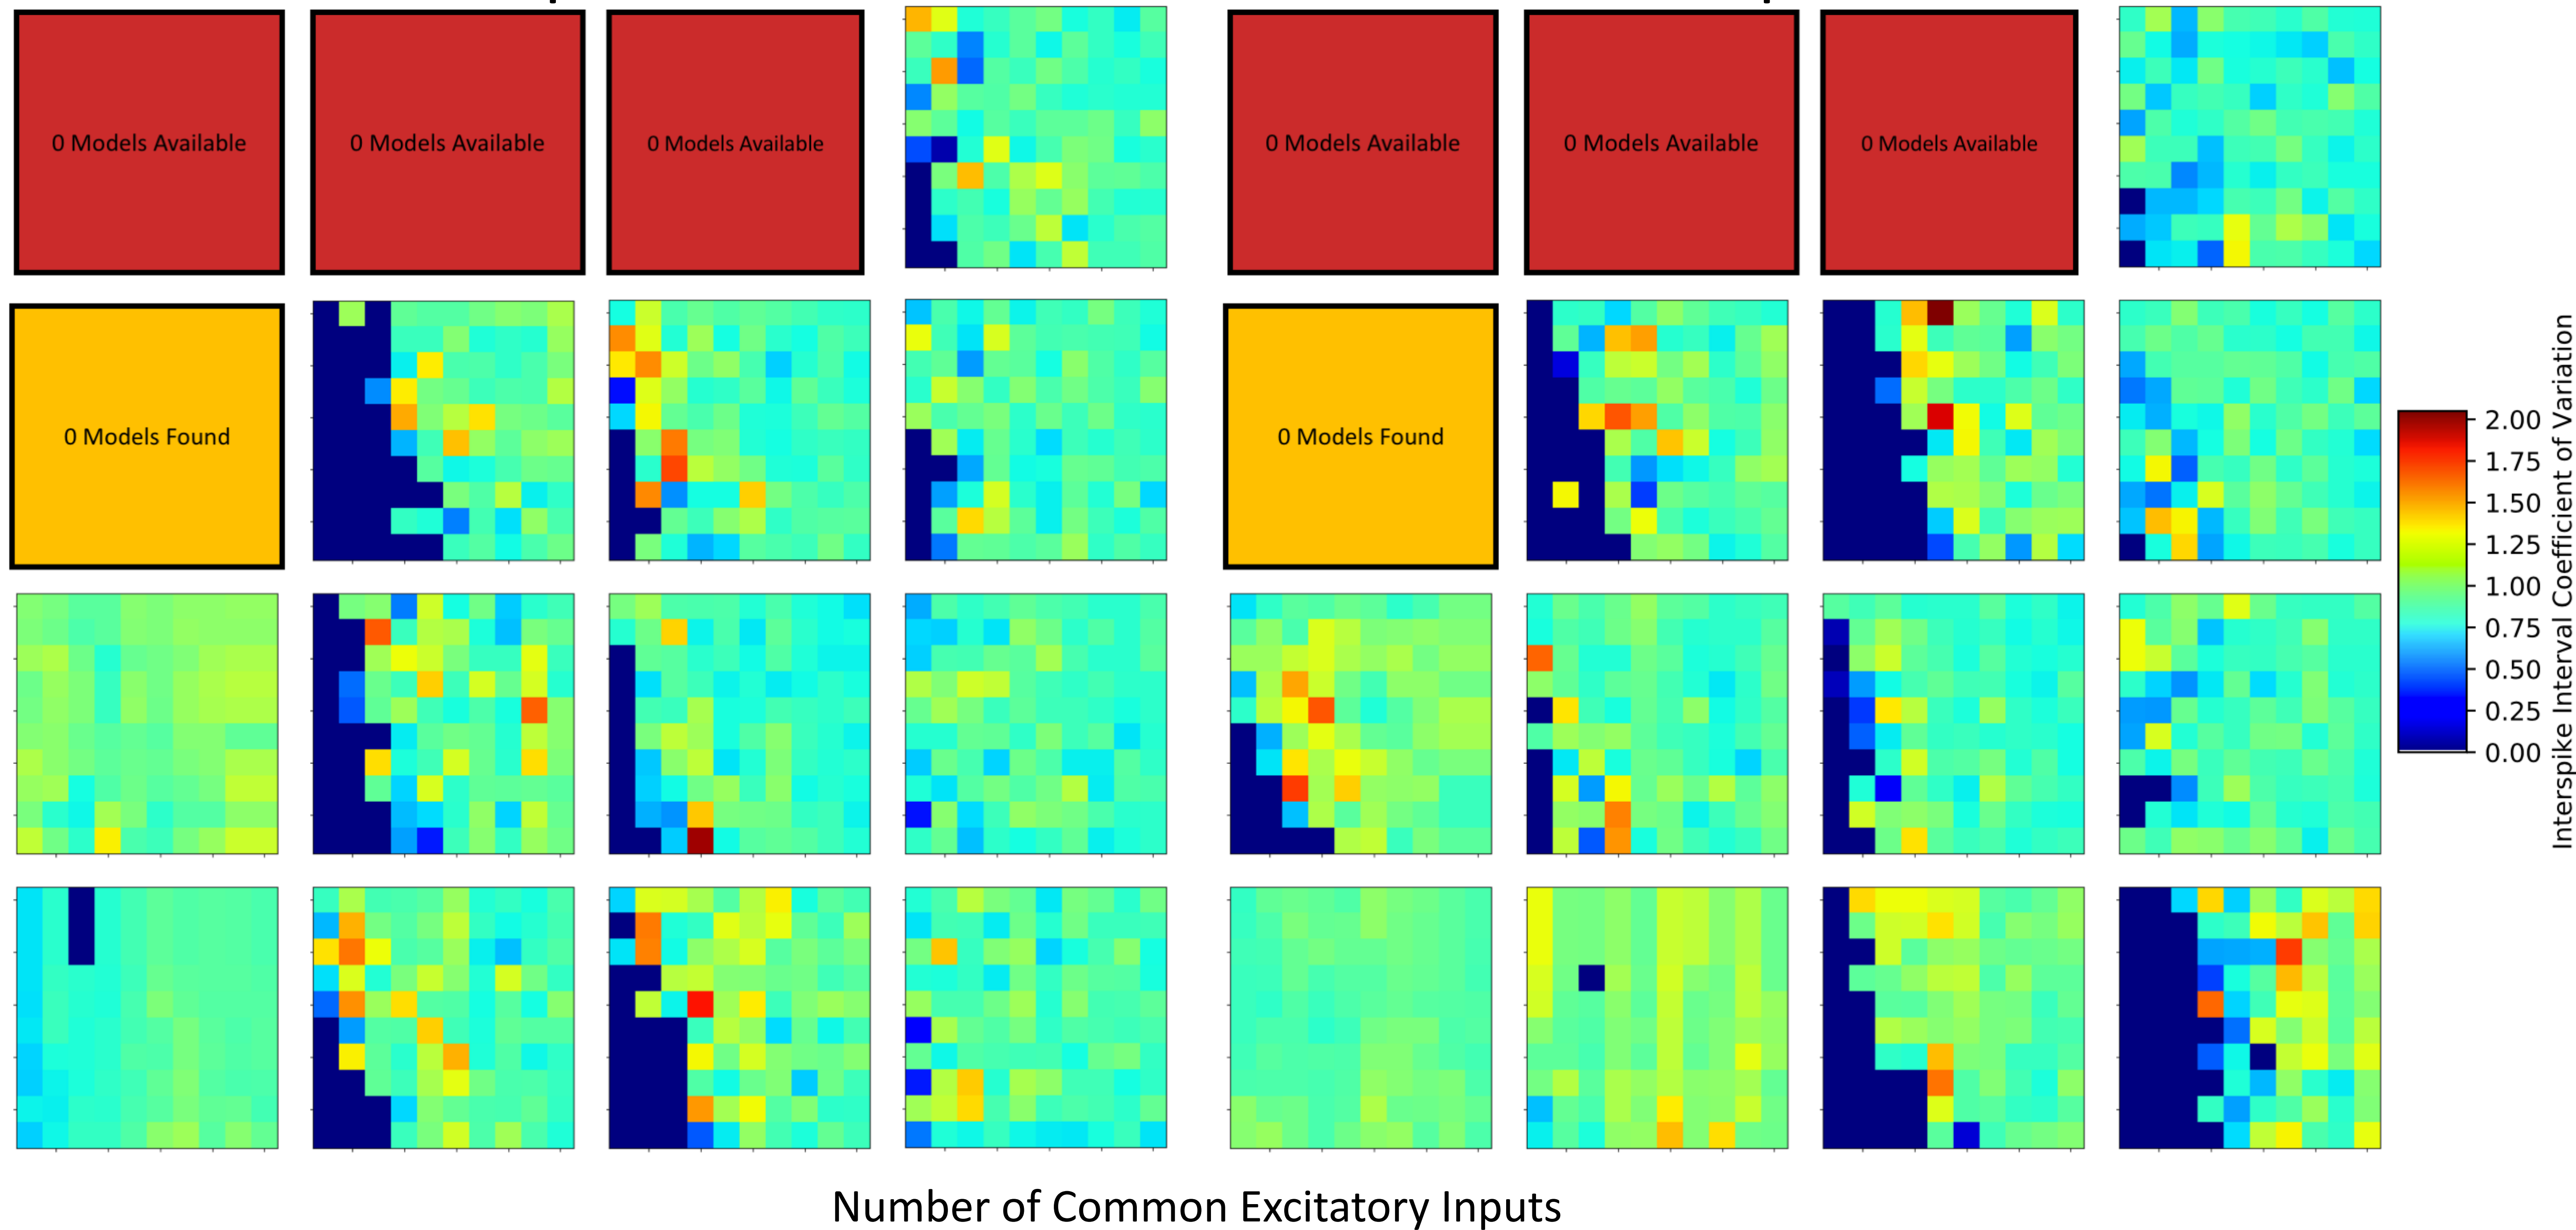 0 Models Available
0 Models Available
0 Models Available
0 Models Available
0 Models Available
0 Models Available
0 Models Found
0 Models Found
2.00
1.75
1.50
1.25
1.00
0.75
0.50
0.25
0.00
Interspike Interval Coefficient of Variation
Number of Common Excitatory Inputs